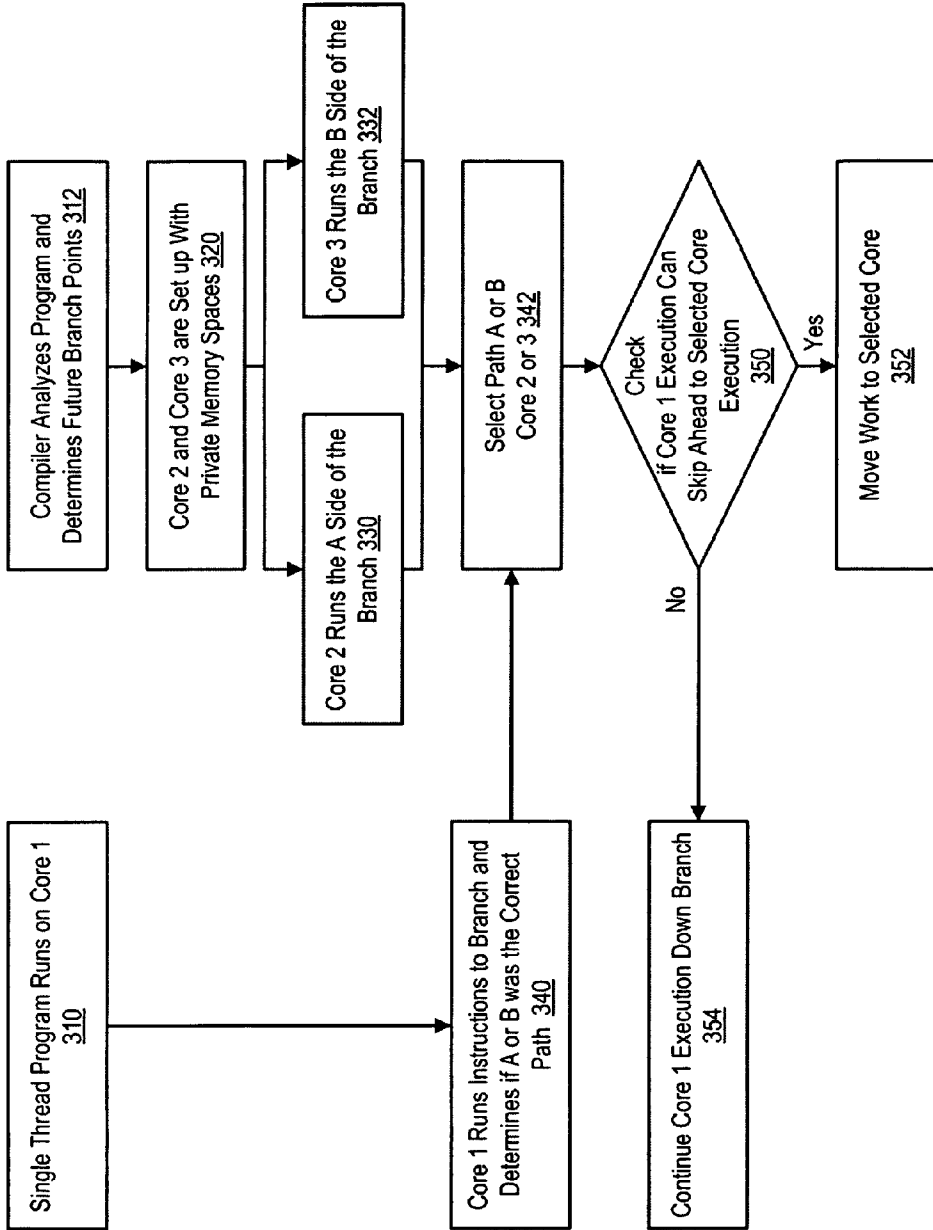 Single Thread Program Runs on Core 1
310
Compiler Analyzes Program and
Determines Future Branch Points 312
Core 2 and Core 3 are Set up With
Private Memory Spaces 320
Core 2 Runs the A Side of the
Branch 330
Core 3 Runs the B Side of the
Branch 332
Core 1 Runs Instructions to Branch and
Determines if A or B was the Correct
Path 340
Select Path A or B
Core 2 or 3 342
Check
if Core 1 Execution Can
Skip Ahead to Selected Core
Execution
350
No
Yes
Continue Core 1 Execution Down Branch
354
Move Work to Selected Core
352